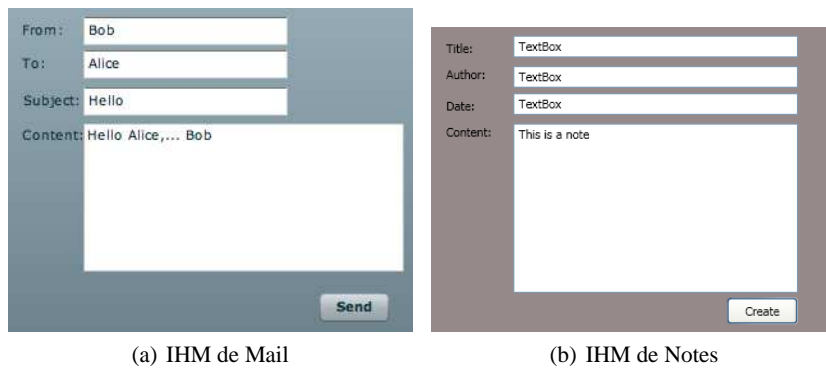 From: Bob
To: Alice
Subject: Hello
Content: Hello Alice,... Bob
Send
(a) IHM de Mail
Title: TextBox
Author: TextBox
Date: TextBox
Content: This is a note
Create
(b) IHM de Notes